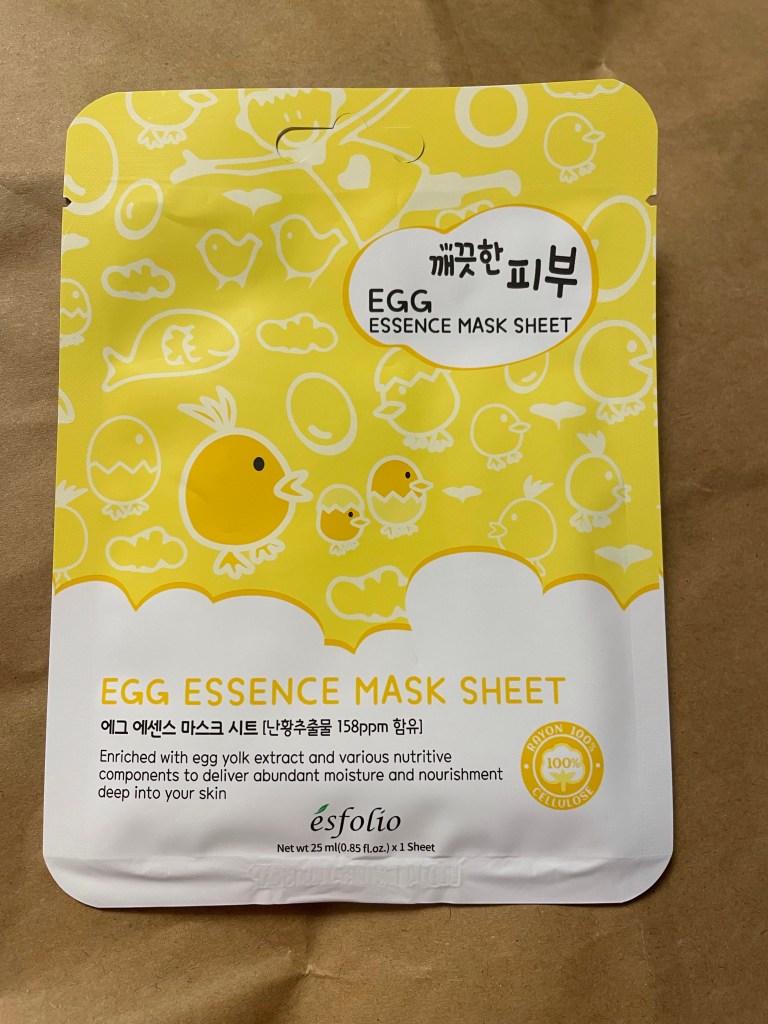 깨끗한 피부
EGG
ESSENCE MASK SHEET
EGG ESSENCE MASK SHEET
에그 에센스 마스크 시트 [난황추출물 158ppm 함유]
Enriched with egg yolk extract and various nutritive
components to deliver abundant moisture and nourishment
deep into your skin
RAYON 100%
100%
CELLULOSE
esfolio
Net wt 25 ml(0.85 fl.oz.) x 1 Sheet